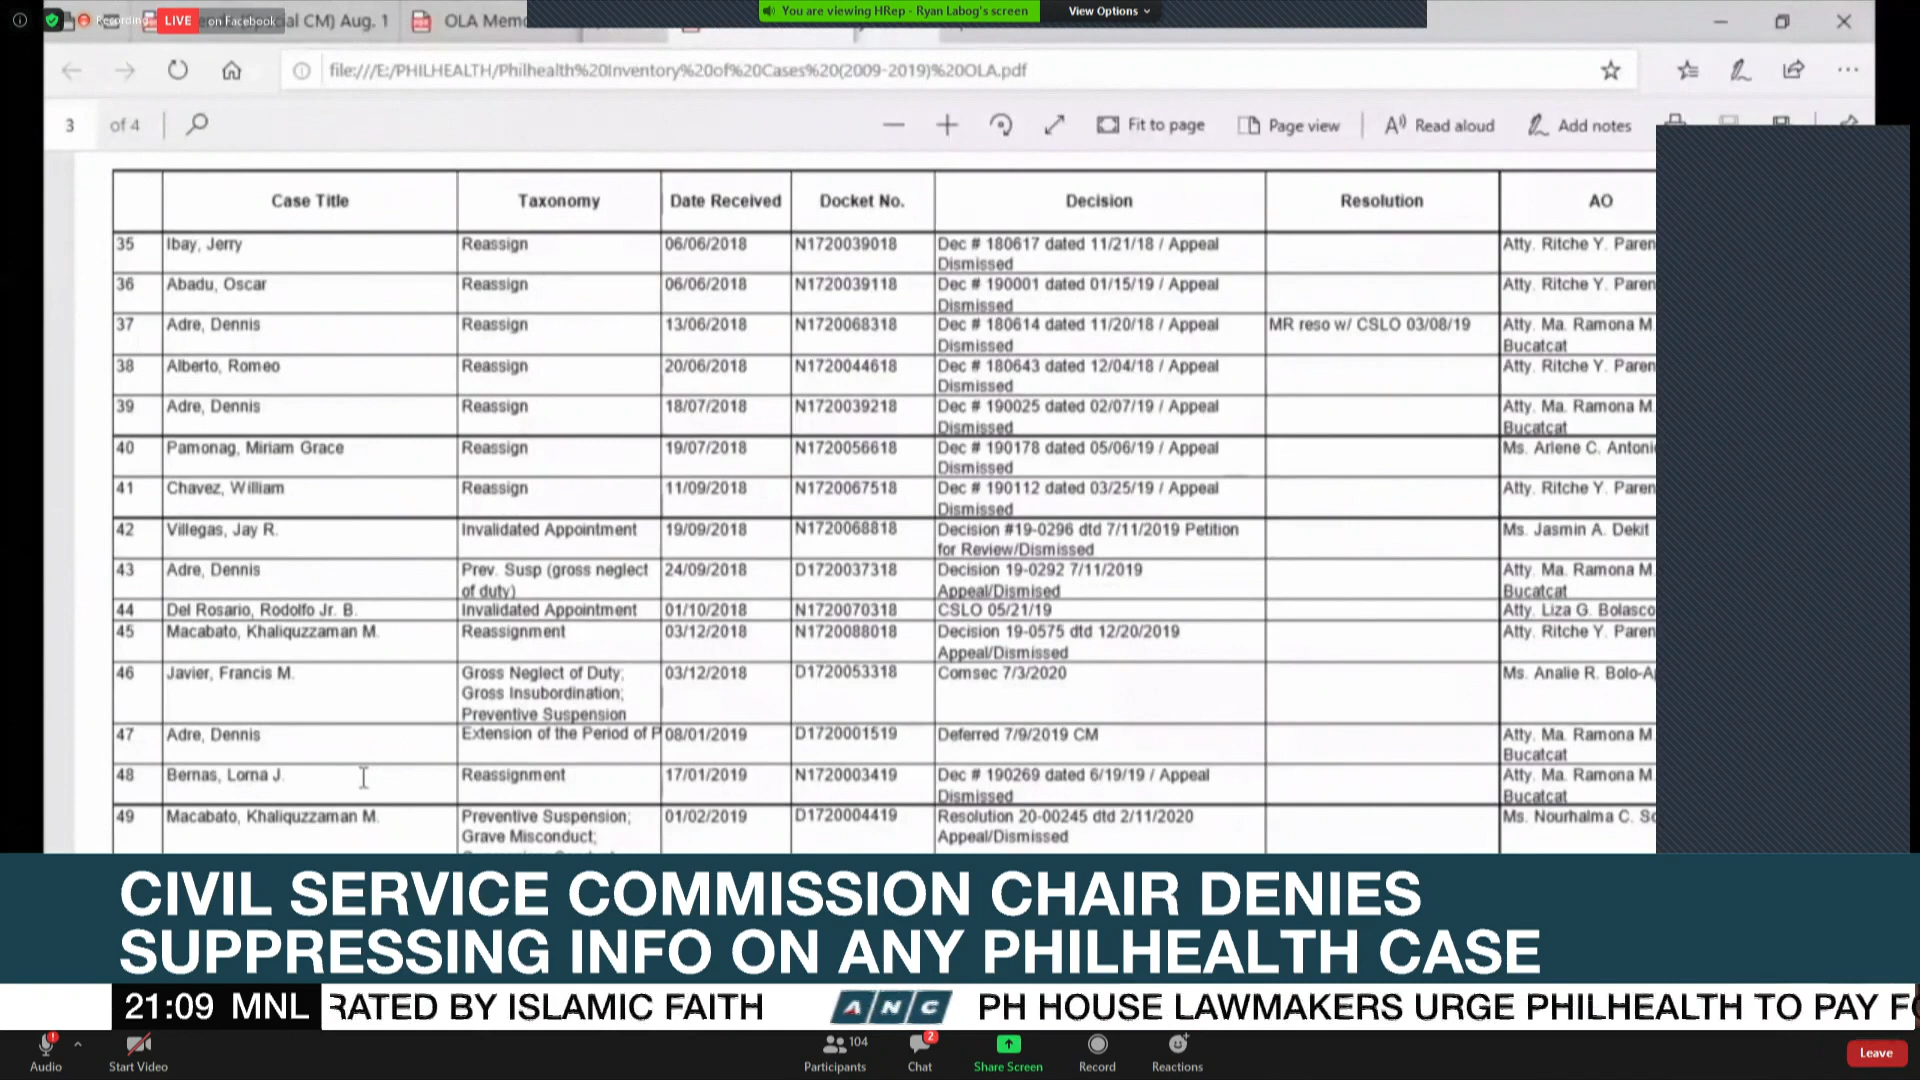 Recording LIVE on Facebook
al CM) Aug. 1
OLA Memo
You are viewing HRep - Ryan Labog's screen
View Options
file:///E:/PHILHEALTH/Philhealth%20Inventory%20of%20Cases%20(2009-2019)%20OLA.pdf
3 of 4
Fit to page
Page view
Read aloud
Add notes
Case Title Taxonomy Date Received Docket No. Decision Resolution AO
35 Ibay, Jerry Reassign 06/06/2018 N1720039018 Dec # 180617 dated 11/21/18 / Appeal Atty. Ritche Y. Paren
Dismissed
36 Abadu, Oscar Reassign 06/06/2018 N1720039118 Dec # 190001 dated 01/15/19 / Appeal Atty. Ritche Y. Paren
Dismissed
37 Adre, Dennis Reassign 13/06/2018 N1720068318 Dec # 180614 dated 11/20/18 / Appeal MR reso w/ CSLO 03/08/19 Atty. Ma. Ramona M.
Dismissed Bucatcat
38 Alberto, Romeo Reassign 20/06/2018 N1720044618 Dec # 180643 dated 12/04/18 / Appeal Atty. Ritche Y. Paren
Dismissed
39 Adre, Dennis Reassign 18/07/2018 N1720039218 Dec # 190025 dated 02/07/19 / Appeal Atty. Ma. Ramona M.
Dismissed Bucatcat
40 Pamonag, Miriam Grace Reassign 19/07/2018 N1720056618 Dec # 190178 dated 05/06/19 / Appeal Ms. Arlene C. Antoni
Dismissed
41 Chavez, William Reassign 11/09/2018 N1720067518 Dec # 190112 dated 03/25/19 / Appeal Atty. Ritche Y. Paren
Dismissed
42 Villegas, Jay R. Invalidated Appointment 19/09/2018 N1720068818 Decision #19-0296 dtd 7/11/2019 Petition Ms. Jasmin A. Dekit
for Review/Dismissed
43 Adre, Dennis Prev. Susp (gross neglect 24/09/2018 D1720037318 Decision 19-0292 7/11/2019 Atty. Ma. Ramona M.
of duty) Appeal/Dismised Bucatcat
44 Del Rosario, Rodolfo Jr. B. Invalidated Appointment 01/10/2018 N1720070318 CSLO 05/21/19 Atty. Liza G. Bolasco
45 Macabato, Khaliquzzaman M. Reassignment 03/12/2018 N1720088018 Decision 19-0575 dtd 12/20/2019 Atty. Ritche Y. Paren
Appeal/Dismissed
46 Javier, Francis M. Gross Neglect of Duty; 03/12/2018 D1720053318 Comsec 7/3/2020 Ms. Analie R. Bolo-A
Gross Insubordination;
Preventive Suspension
47 Adre, Dennis Extension of the Period of P 08/01/2019 D1720001519 Deferred 7/9/2019 CM Atty. Ma. Ramona M.
Bucatcat
48 Bernas, Lorna J. Reassignment 17/01/2019 N1720003419 Dec # 190269 dated 6/19/19 / Appeal Atty. Ma. Ramona M.
Dismissed Bucatcat
49 Macabato, Khaliquzzaman M. Preventive Suspension; 01/02/2019 D1720004419 Resolution 20-00245 dtd 2/11/2020 Ms. Nourhalma C. Sc
Grave Misconduct; Appeal/Dismissed
CIVIL SERVICE COMMISSION CHAIR DENIES
SUPPRESSING INFO ON ANY PHILHEALTH CASE
21:09 MNL RATED BY ISLAMIC FAITH ANC PH HOUSE LAWMAKERS URGE PHILHEALTH TO PAY FO
104 2
Audio Start Video Participants Chat Share Screen Record Reactions Leave